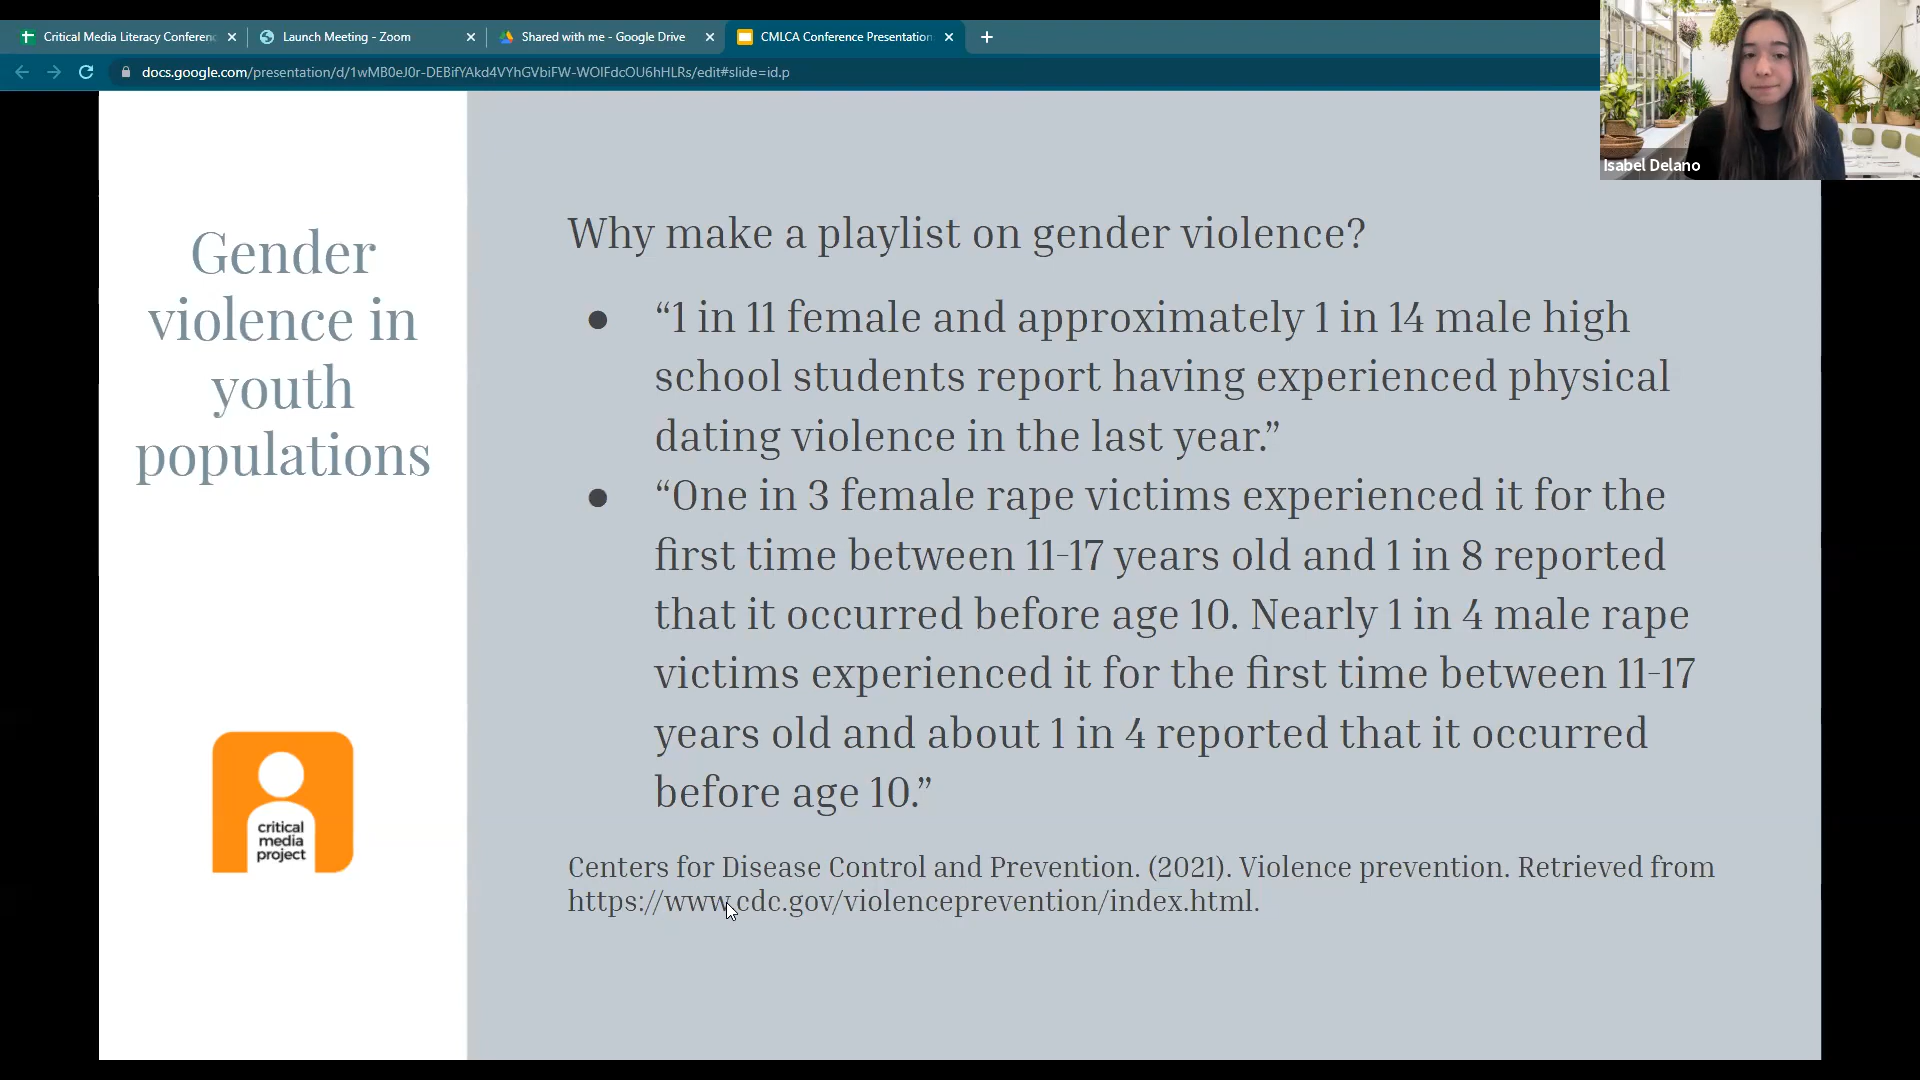 Critical Media Literacy Conferen
Launch Meeting - Zoom
Shared with me - Google Drive
CMLCA Conference Presentation
docs.google.com/presentation/d/1wMB0eJ0r-DEBifYAkd4VYhGVbiFW-WOlFdcOU6hHLRs/edit#slide=id.p
Isabel Delano
Gender
violence in
youth
populations
critical
media
project
Why make a playlist on gender violence?
● “1 in 11 female and approximately 1 in 14 male high
school students report having experienced physical
dating violence in the last year.”
● “One in 3 female rape victims experienced it for the
first time between 11-17 years old and 1 in 8 reported
that it occurred before age 10. Nearly 1 in 4 male rape
victims experienced it for the first time between 11-17
years old and about 1 in 4 reported that it occurred
before age 10.”
Centers for Disease Control and Prevention. (2021). Violence prevention. Retrieved from
https://www.cdc.gov/violenceprevention/index.html.